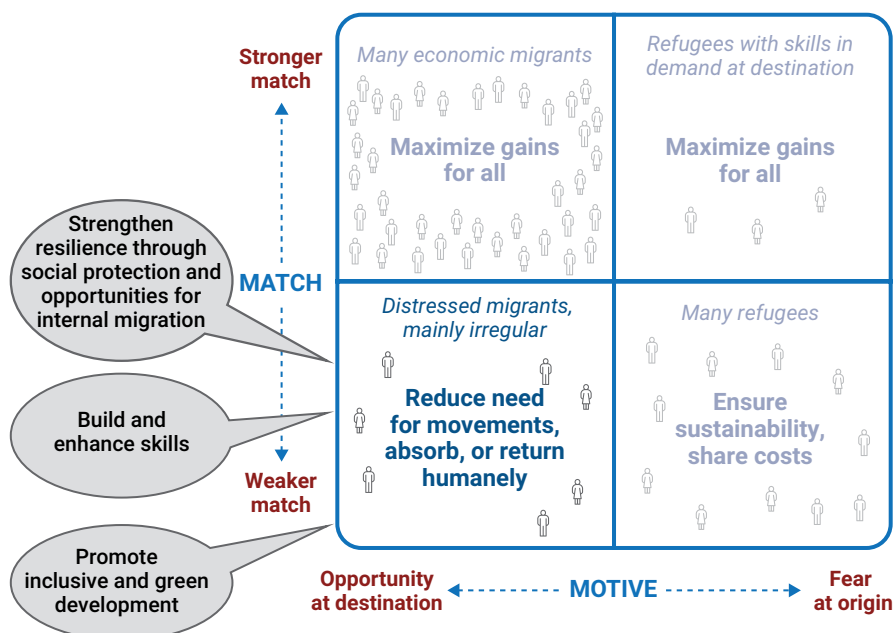 Stronger
match
Many economic migrants
Maximize gains
for all
Refugees with skills in
demand at destination
Maximize gains
for all
Strengthen
resilience through
social protection and
opportunities for
internal migration
MATCH
Distressed migrants,
mainly irregular
Reduce need
for movements,
absorb, or return
humanely
Many refugees
Ensure
sustainability,
share costs
Build and
enhance skills
Weaker
match
Promote
inclusive and green
development
Opportunity
at destination
MOTIVE
Fear
at origin